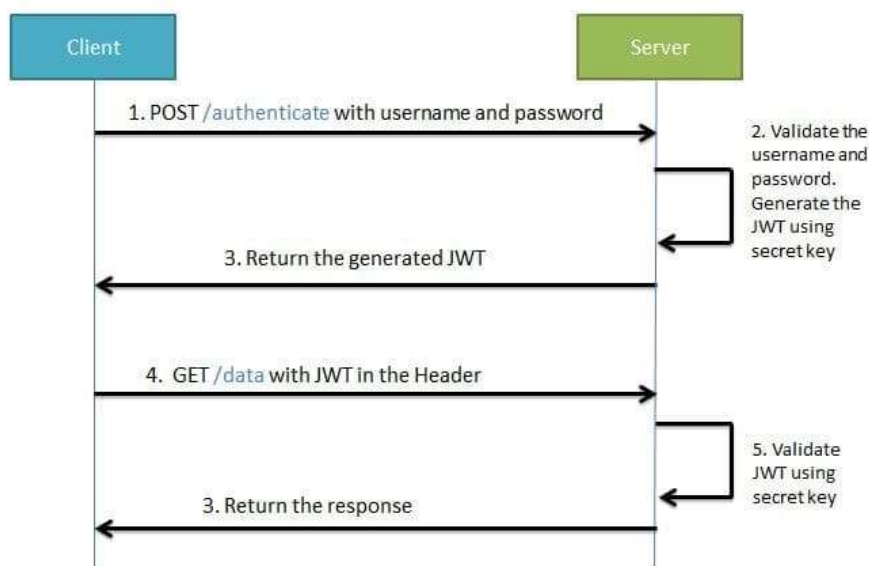 Client
Server
1. POST /authenticate with username and password
2. Validate the
username and
password.
Generate the
JWT using
secret key
3. Return the generated JWT
4. GET /data with JWT in the Header
5. Validate
JWT using
secret key
3. Return the response